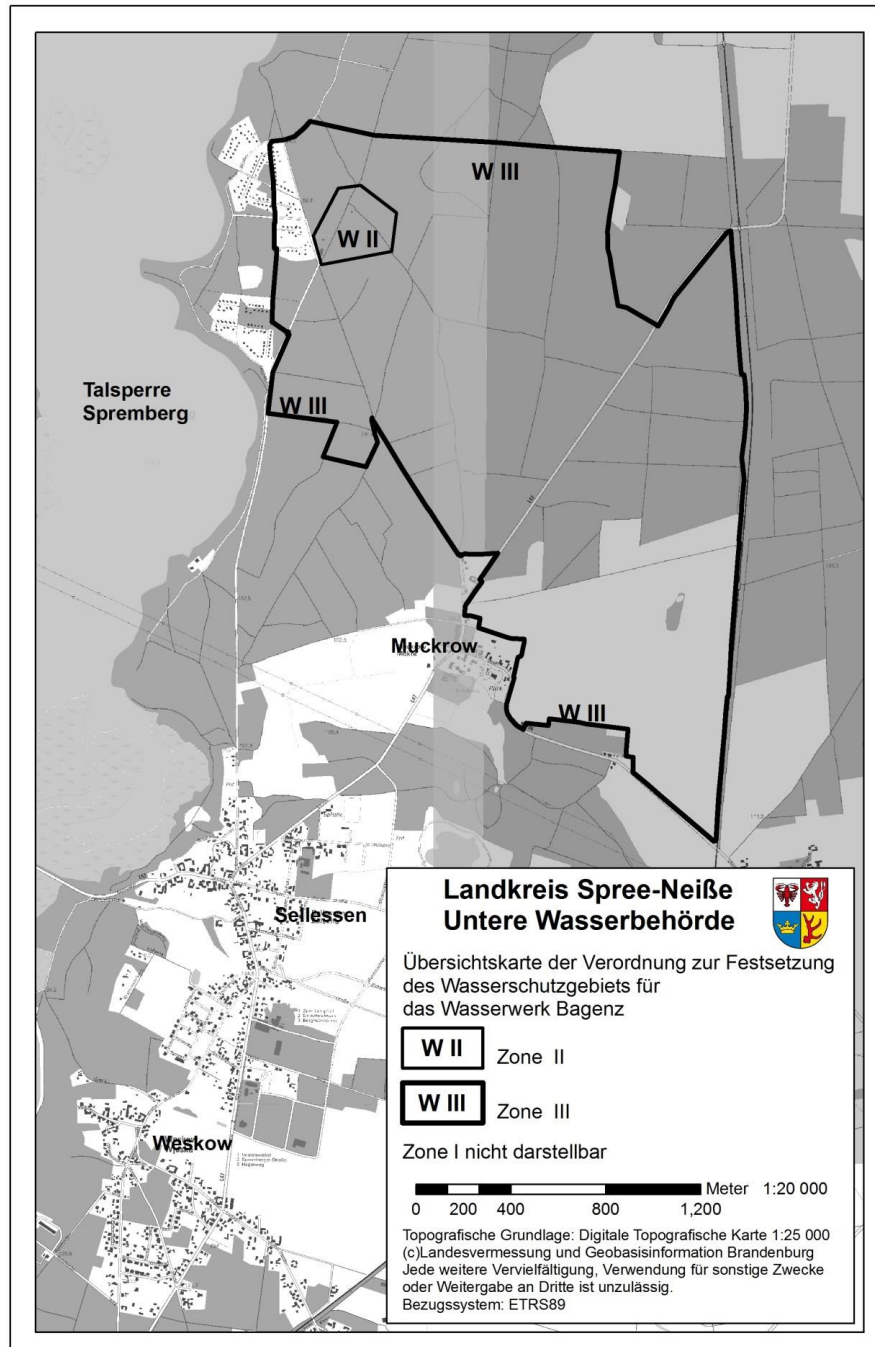 W III
W II
W III
Talsperre
Spremberg
Muckrow
W III
Sellessen
Weskow
Landkreis Spree-Neiße
Untere Wasserbehörde
Übersichtskarte der Verordnung zur Festsetzung
des Wasserschutzgebiets für
das Wasserwerk Bagenz
W II Zone II
W III Zone III
Zone I nicht darstellbar
Meter 1:20 000
0 200 400 800 1,200
Topografische Grundlage: Digitale Topografische Karte 1:25 000
(c)Landesvermessung und Geobasisinformation Brandenburg
Jede weitere Vervielfältigung, Verwendung für sonstige Zwecke
oder Weitergabe an Dritte ist unzulässig.
Bezugssystem: ETRS89